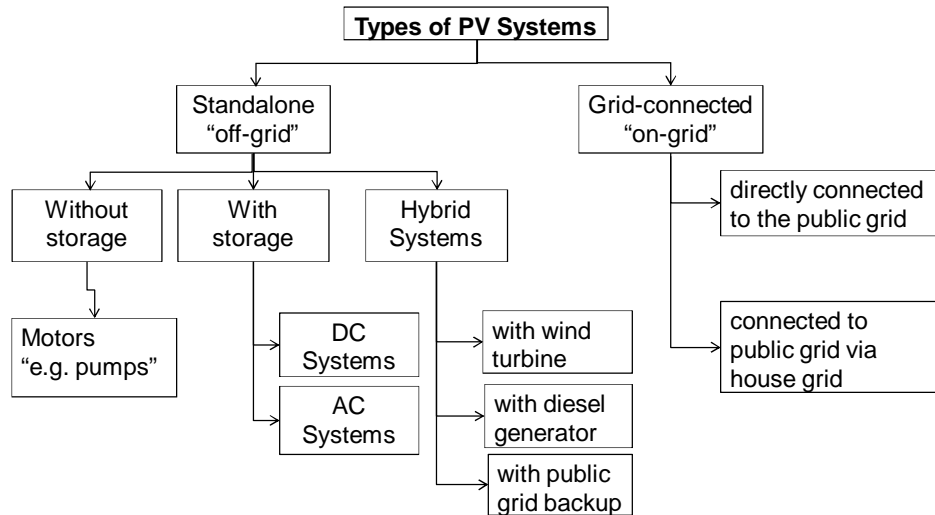 Types of PV Systems
Standalone
“off-grid”
Grid-connected
“on-grid”
Without
storage
With
storage
Hybrid
Systems
directly connected
to the public grid
Motors
“e.g. pumps”
DC
Systems
with wind
turbine
connected to
public grid via
house grid
AC
Systems
with diesel
generator
with public
grid backup